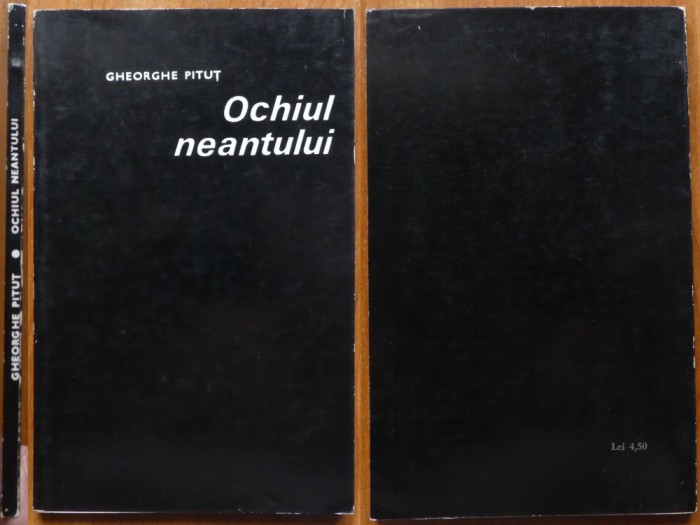 GHEORGHE PITUȚ ● OCHIUL NEANTULUI
GHEORGHE PITUȚ
Ochiul
neantului
Lei 4,50